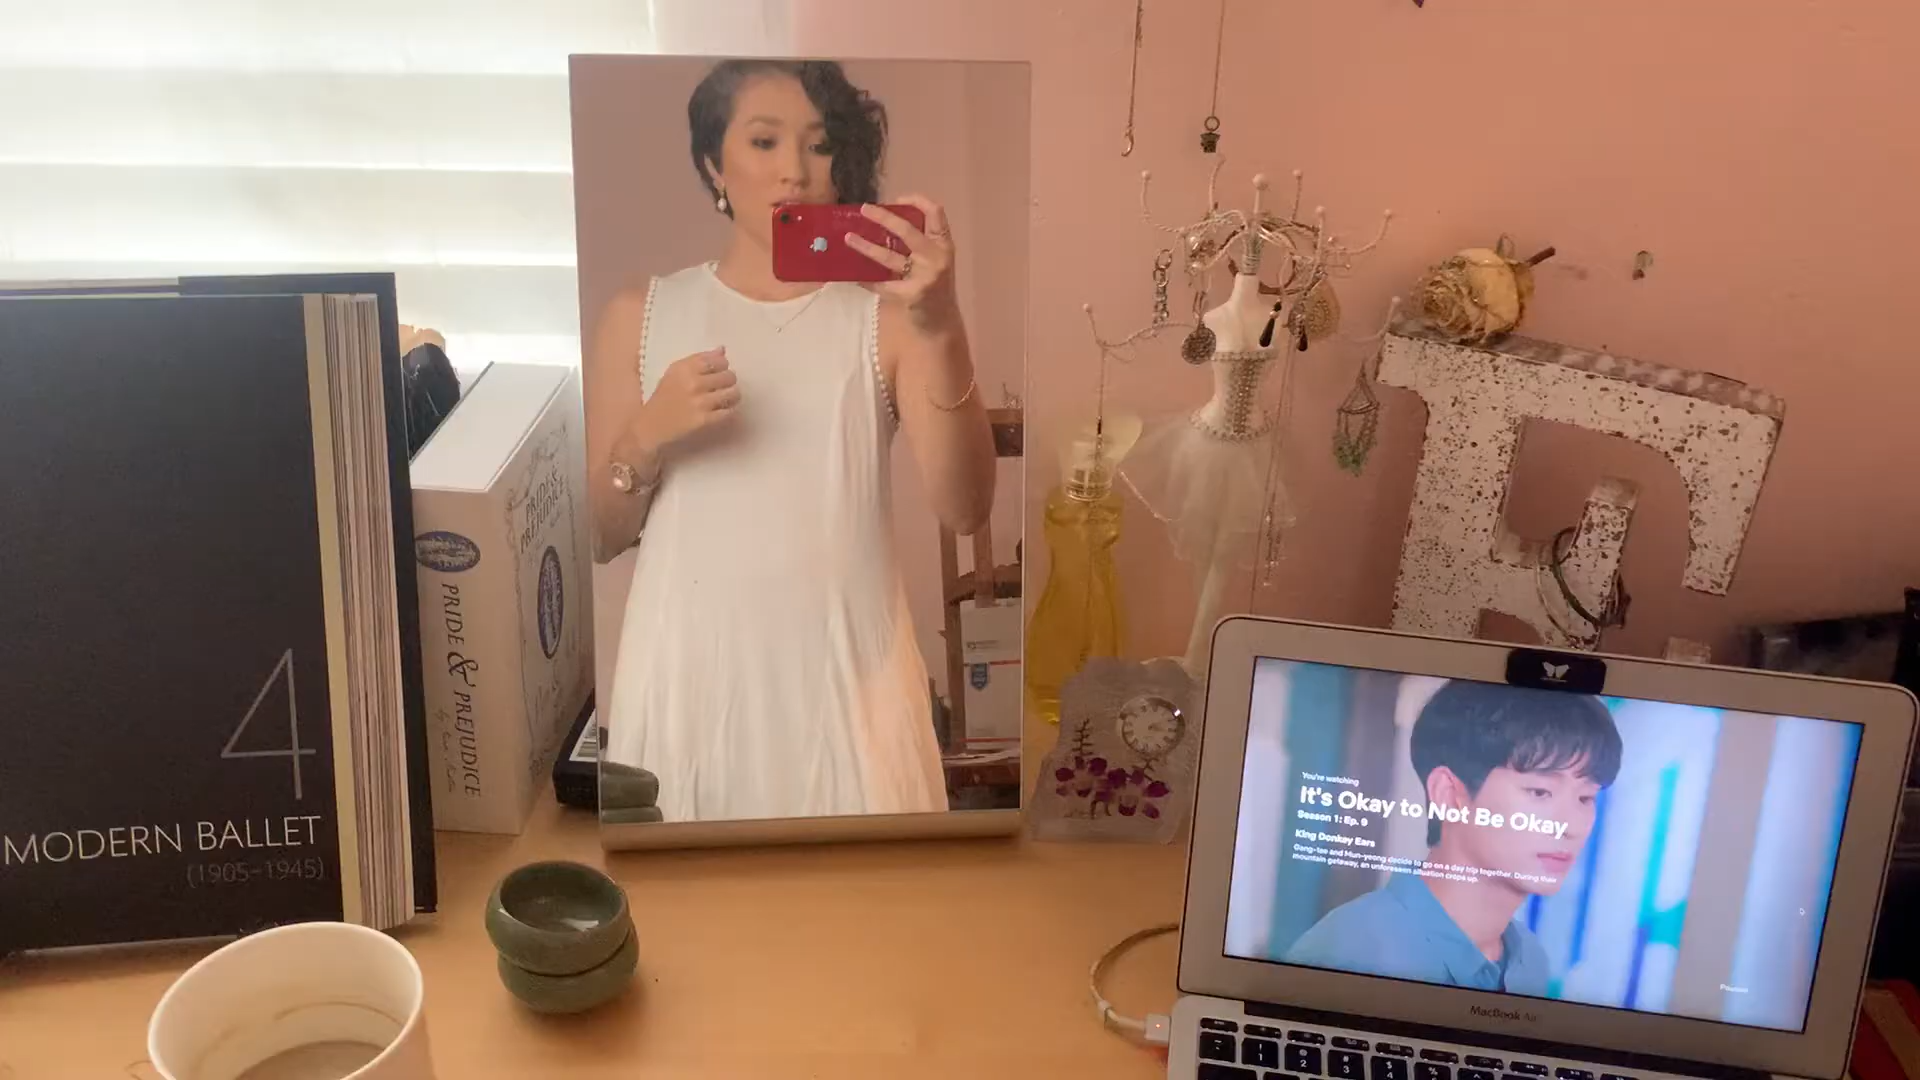 4
MODERN BALLET
(1905-1945)
PRIDE & PREJUDICE
PRIDE &
PREJUDICE
You're watching
It's Okay to Not Be Okay
Season 1: Ep. 9
King Donkey Ears
Gang-tae and Mun-yeong decide to go on a day trip together. During their
mountain getaway, an unforeseen situation crops up.
Paused
MacBook Air